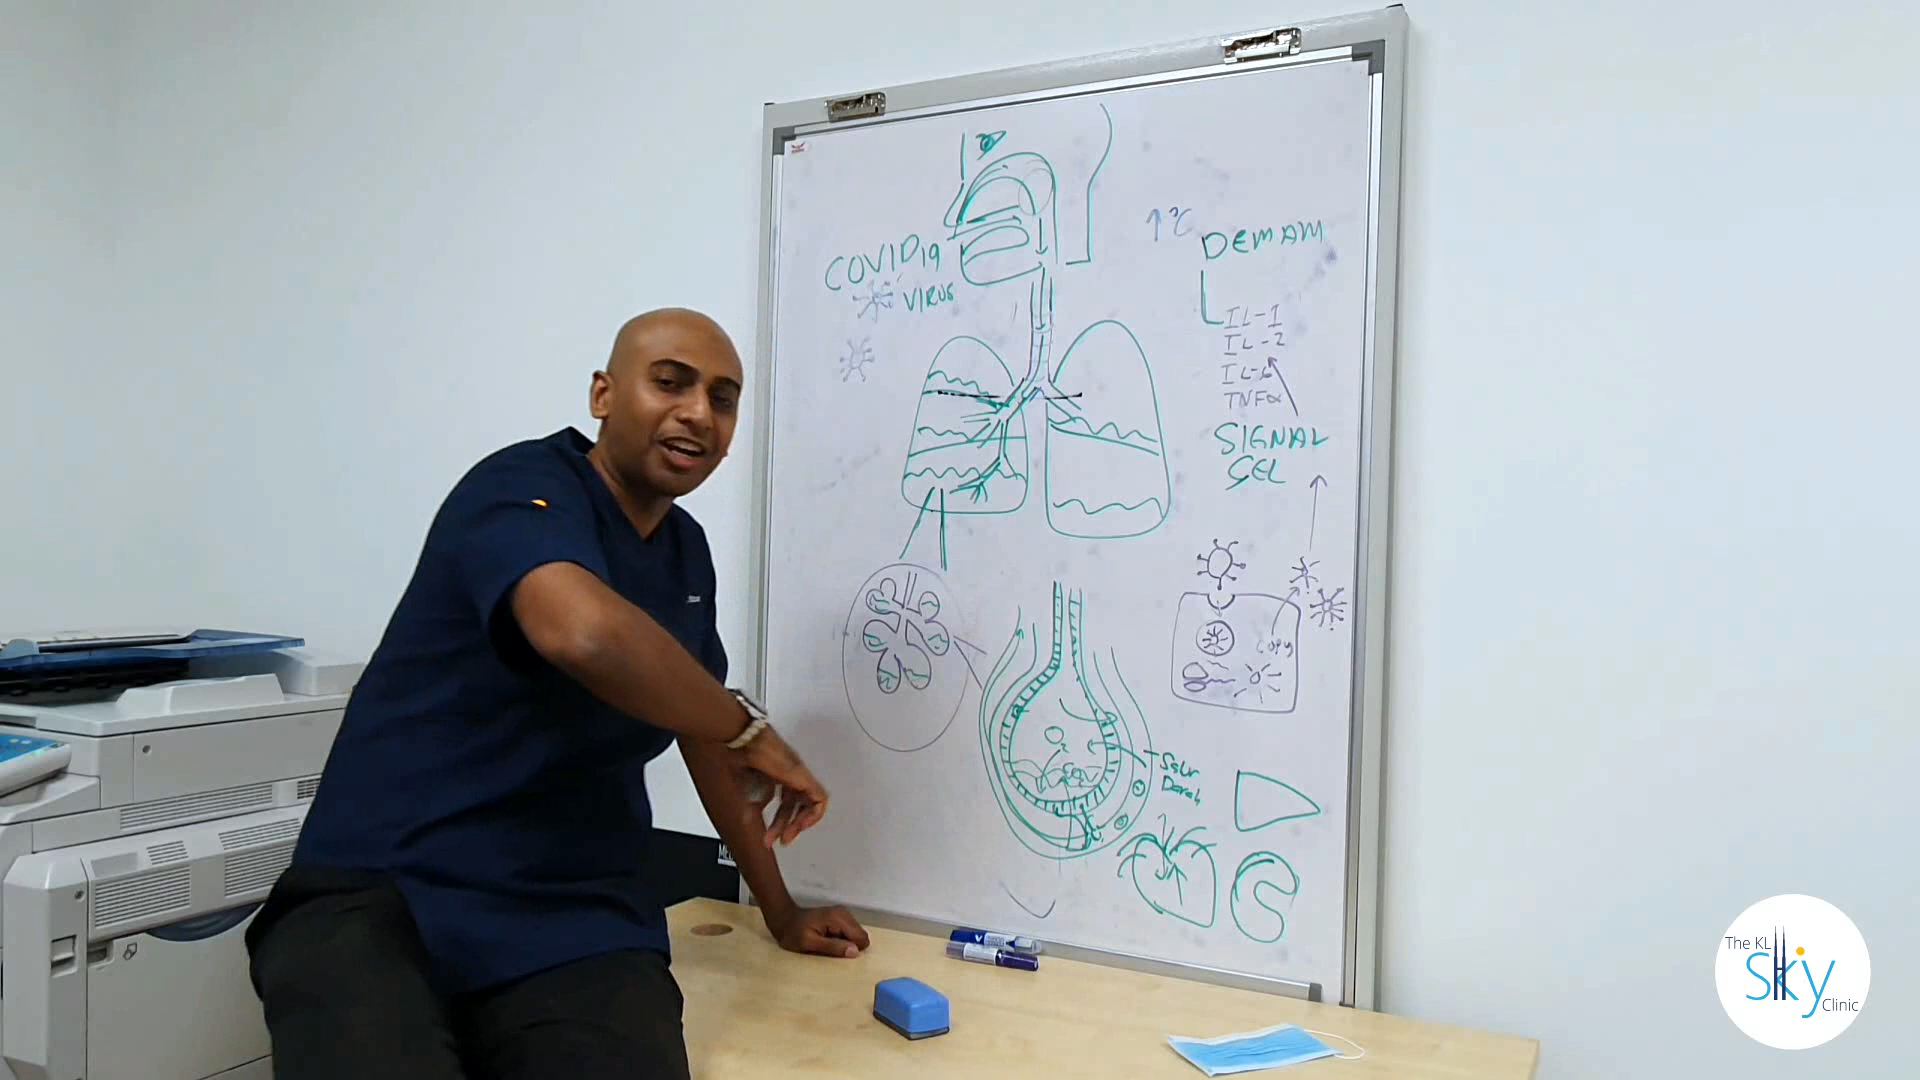 ↑°C
DEMAM
COVID19
VIRUS
IL-1
IL-2
IL-6
TNFα
SIGNAL
SEL
Copy
O2
Salur
Darah
The KL
Sky
Clinic